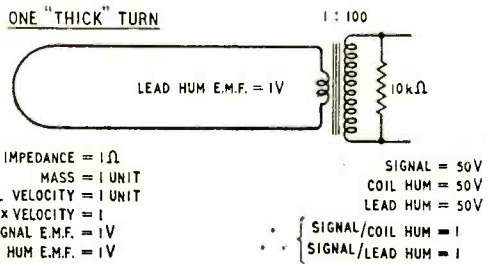 ONE "THICK" TURN
1 : 100
LEAD HUM E.M.F. = 1V
10kΩ
IMPEDANCE = 1Ω
MASS = 1 UNIT
VELOCITY = 1 UNIT
X VELOCITY = 1
E.M.F. = 1V
HUM E.M.F. = 1V
SIGNAL = 50V
COIL HUM = 50V
LEAD HUM = 50V
∴ { SIGNAL/COIL HUM = 1
SIGNAL/LEAD HUM = 1